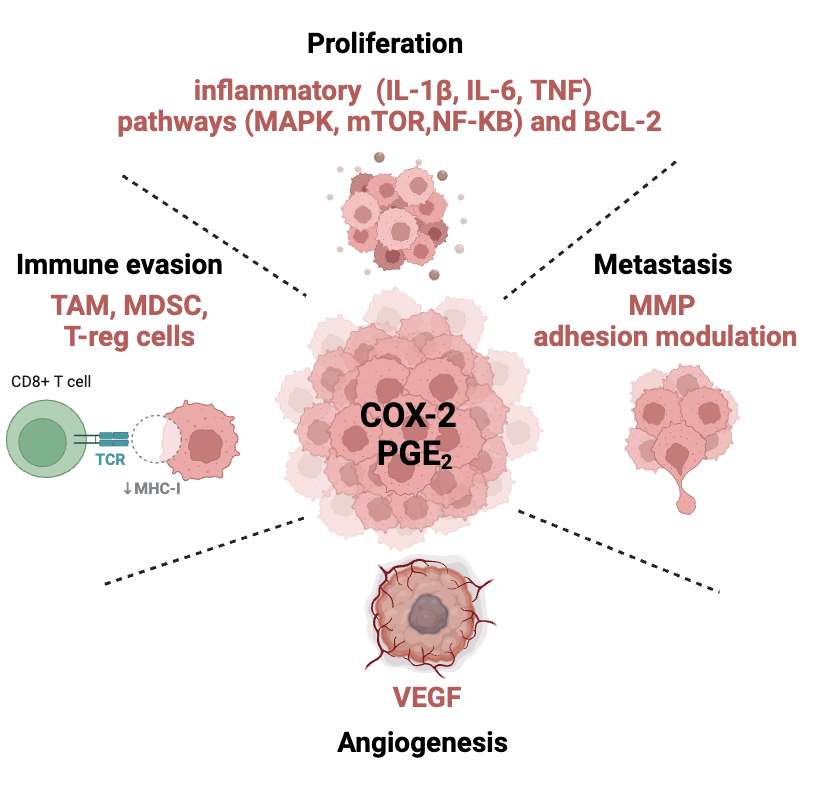 Proliferation
inflammatory (IL-1β, IL-6, TNF)
pathways (MAPK, mTOR,NF-KB) and BCL-2
Immune evasion
TAM, MDSC,
T-reg cells
CD8+ T cell
TCR
↓MHC-I
Metastasis
MMP
adhesion modulation
COX-2
PGE₂
VEGF
Angiogenesis